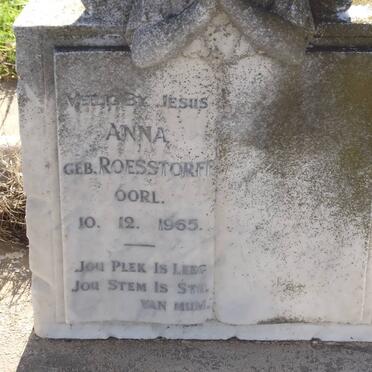 VEILIG BY JESUS
ANNA
GEB. ROESSTORFF
OORL.
10. 12. 1965.
JOU PLEK IS LEEG
JOU STEM IS
VAN MUM.